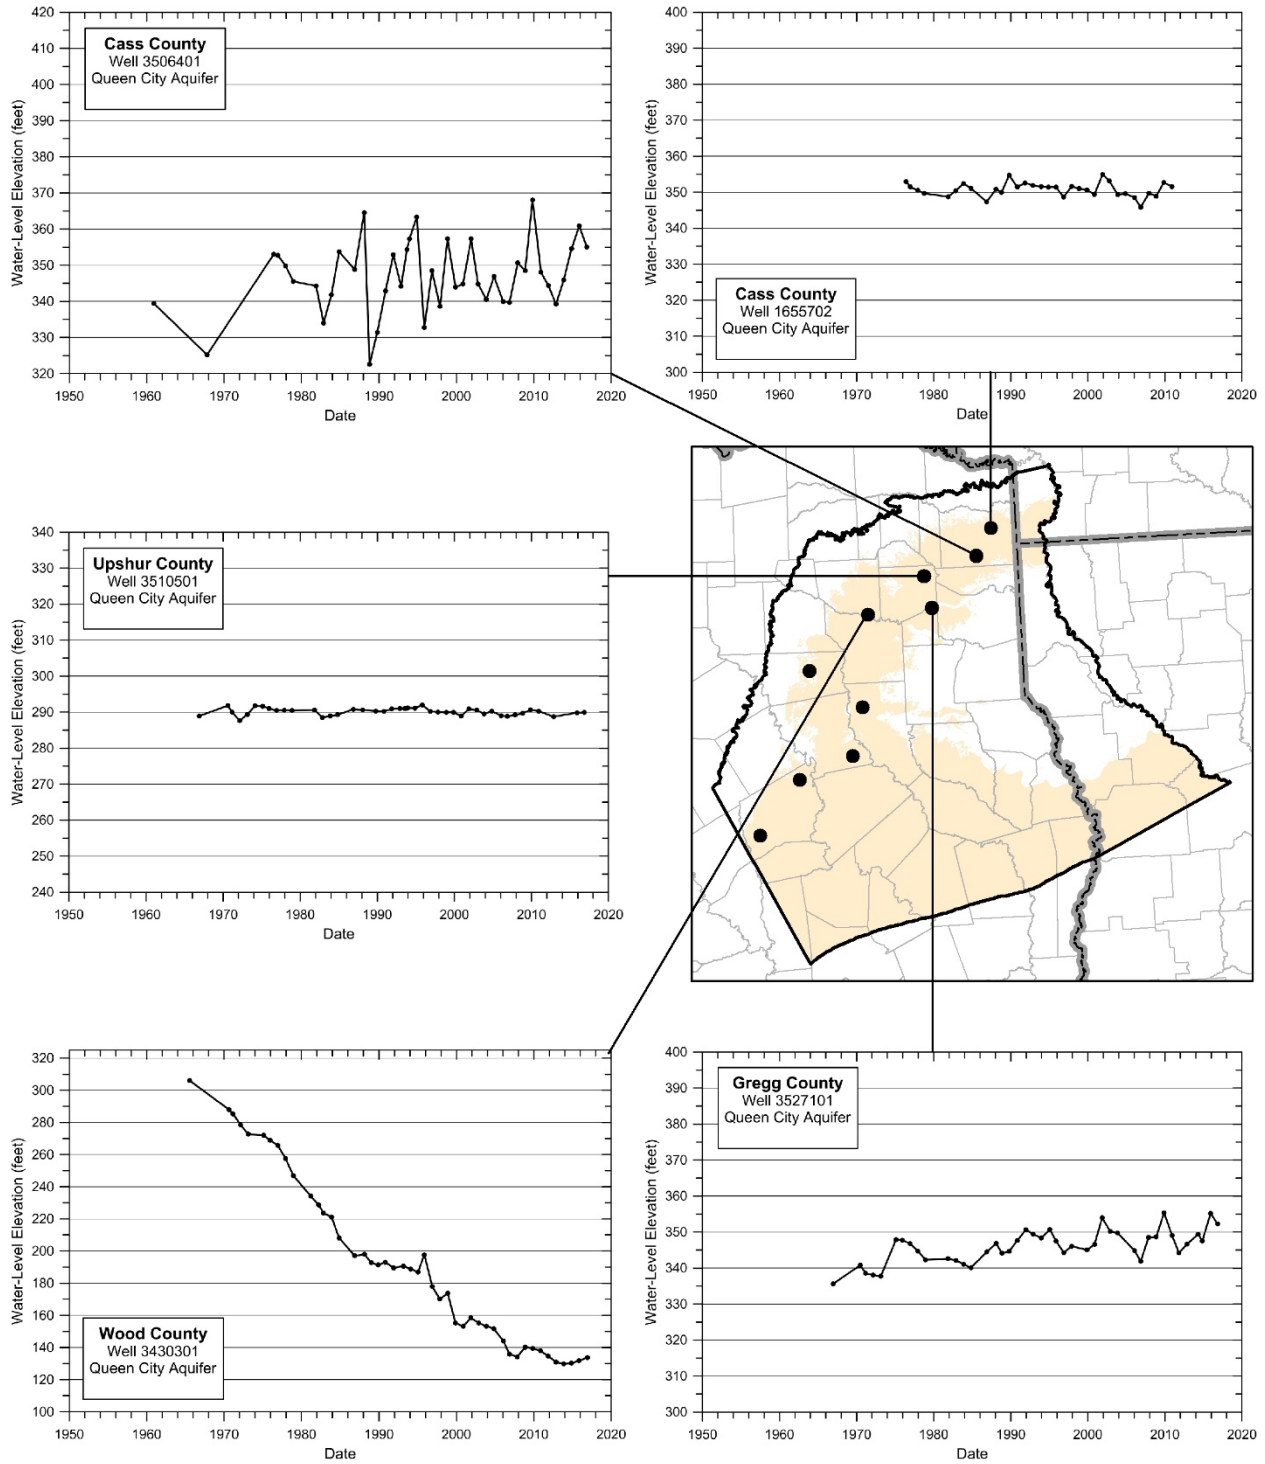 Water-Level Elevation (feet)
420
410
400
390
380
370
360
350
340
330
320
Cass County
Well 3506401
Queen City Aquifer
1950 1960 1970 1980 1990 2000 2010 2020
Date
Water-Level Elevation (feet)
400
390
380
370
360
350
340
330
320
310
300
Cass County
Well 1655702
Queen City Aquifer
1950 1960 1970 1980 1990 2000 2010 2020
Date
Water-Level Elevation (feet)
340
330
320
310
300
290
280
270
260
250
240
Upshur County
Well 3510501
Queen City Aquifer
1950 1960 1970 1980 1990 2000 2010 2020
Date
Water-Level Elevation (feet)
320
300
280
260
240
220
200
180
160
140
120
100
Wood County
Well 3430301
Queen City Aquifer
1950 1960 1970 1980 1990 2000 2010 2020
Date
Water-Level Elevation (feet)
400
390
380
370
360
350
340
330
320
310
300
Gregg County
Well 3527101
Queen City Aquifer
1950 1960 1970 1980 1990 2000 2010 2020
Date